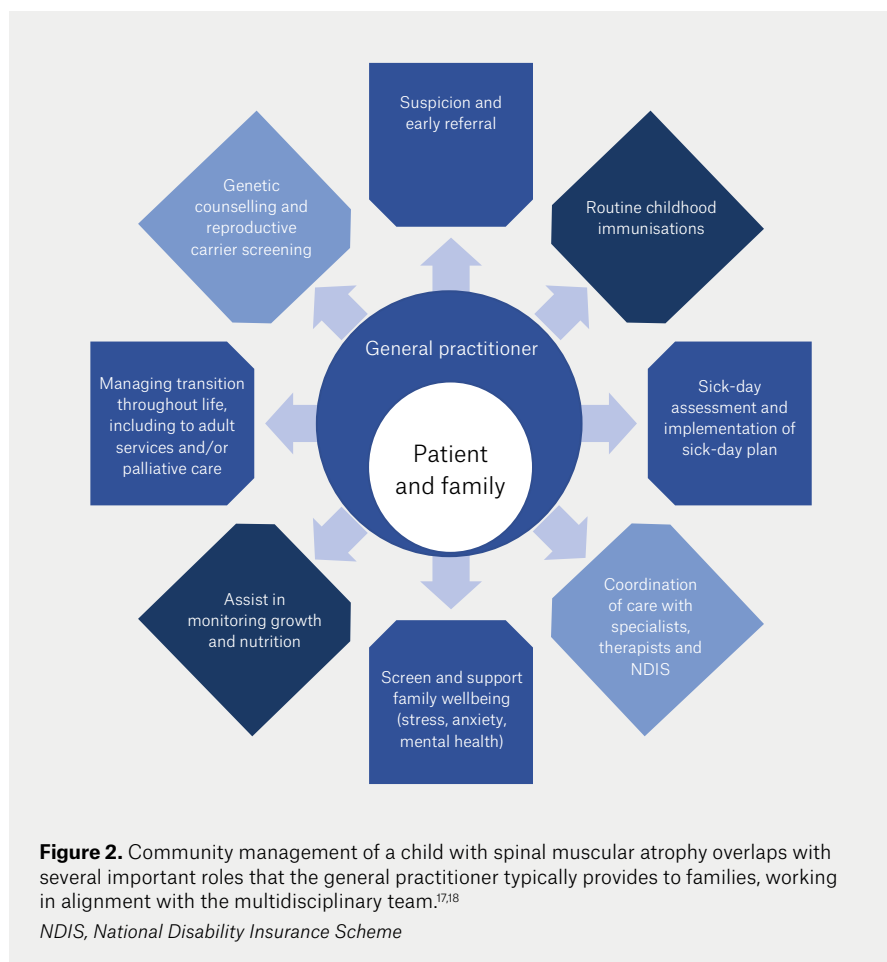 Suspicion and
early referral
Routine childhood
immunisations
Sick-day
assessment and
implementation of
sick-day plan
Coordination
of care with
specialists,
therapists and
NDIS
Screen and support
family wellbeing
(stress, anxiety,
mental health)
Assist in
monitoring growth
and nutrition
Managing transition
throughout life,
including to adult
services and/or
palliative care
Genetic
counselling and
reproductive
carrier screening
General practitioner
Patient
and family
Figure 2. Community management of a child with spinal muscular atrophy overlaps with
several important roles that the general practitioner typically provides to families, working
in alignment with the multidisciplinary team.17,18
NDIS, National Disability Insurance Scheme